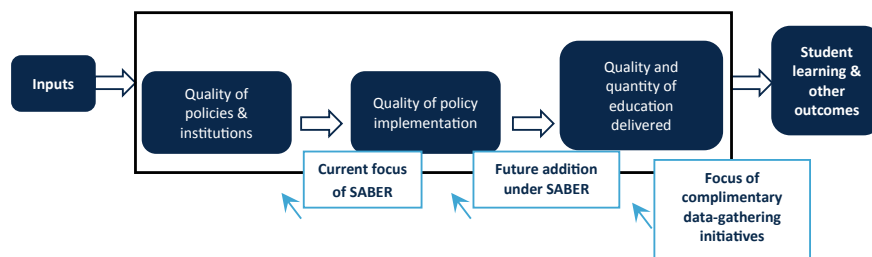 Inputs
Quality of
policies &
institutions
Quality of policy
implementation
Quality and
quantity of
education
delivered
Student
learning &
other
outcomes
Current focus
of SABER
Future addition
under SABER
Focus of
complimentary
data-gathering
initiatives